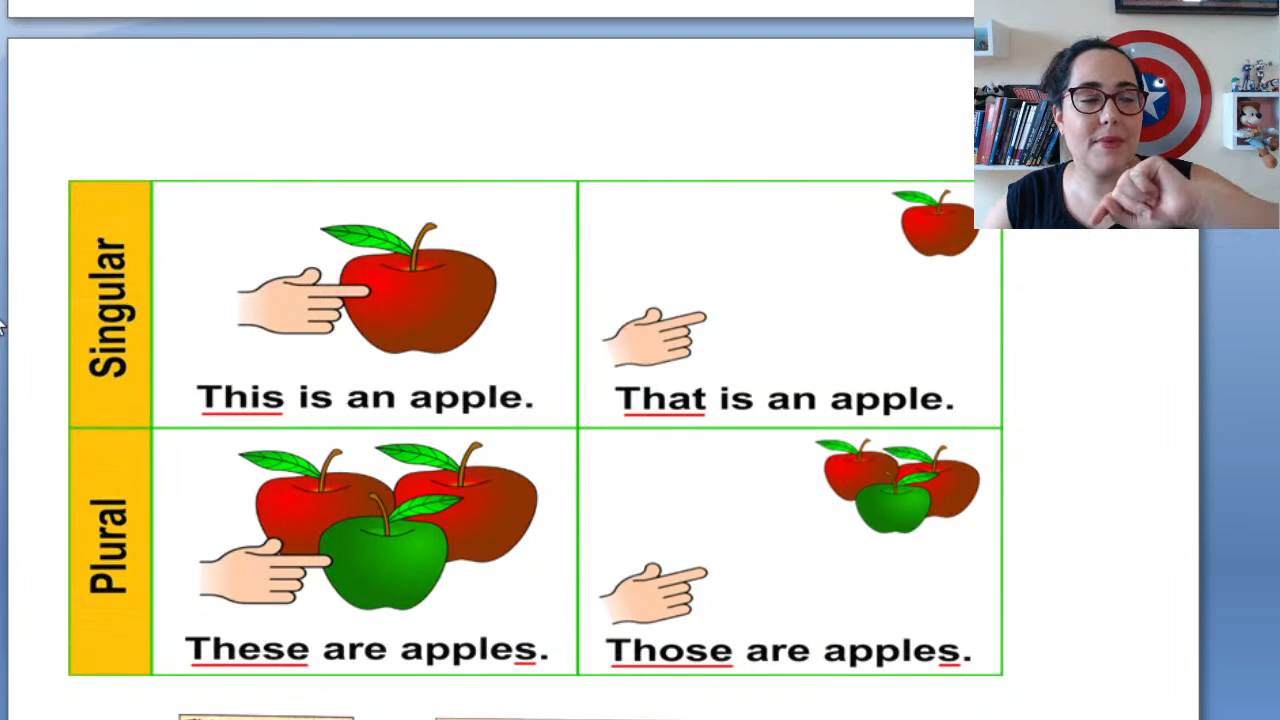 Singular
This is an apple.
That is an apple.
Plural
These are apples.
Those are apples.